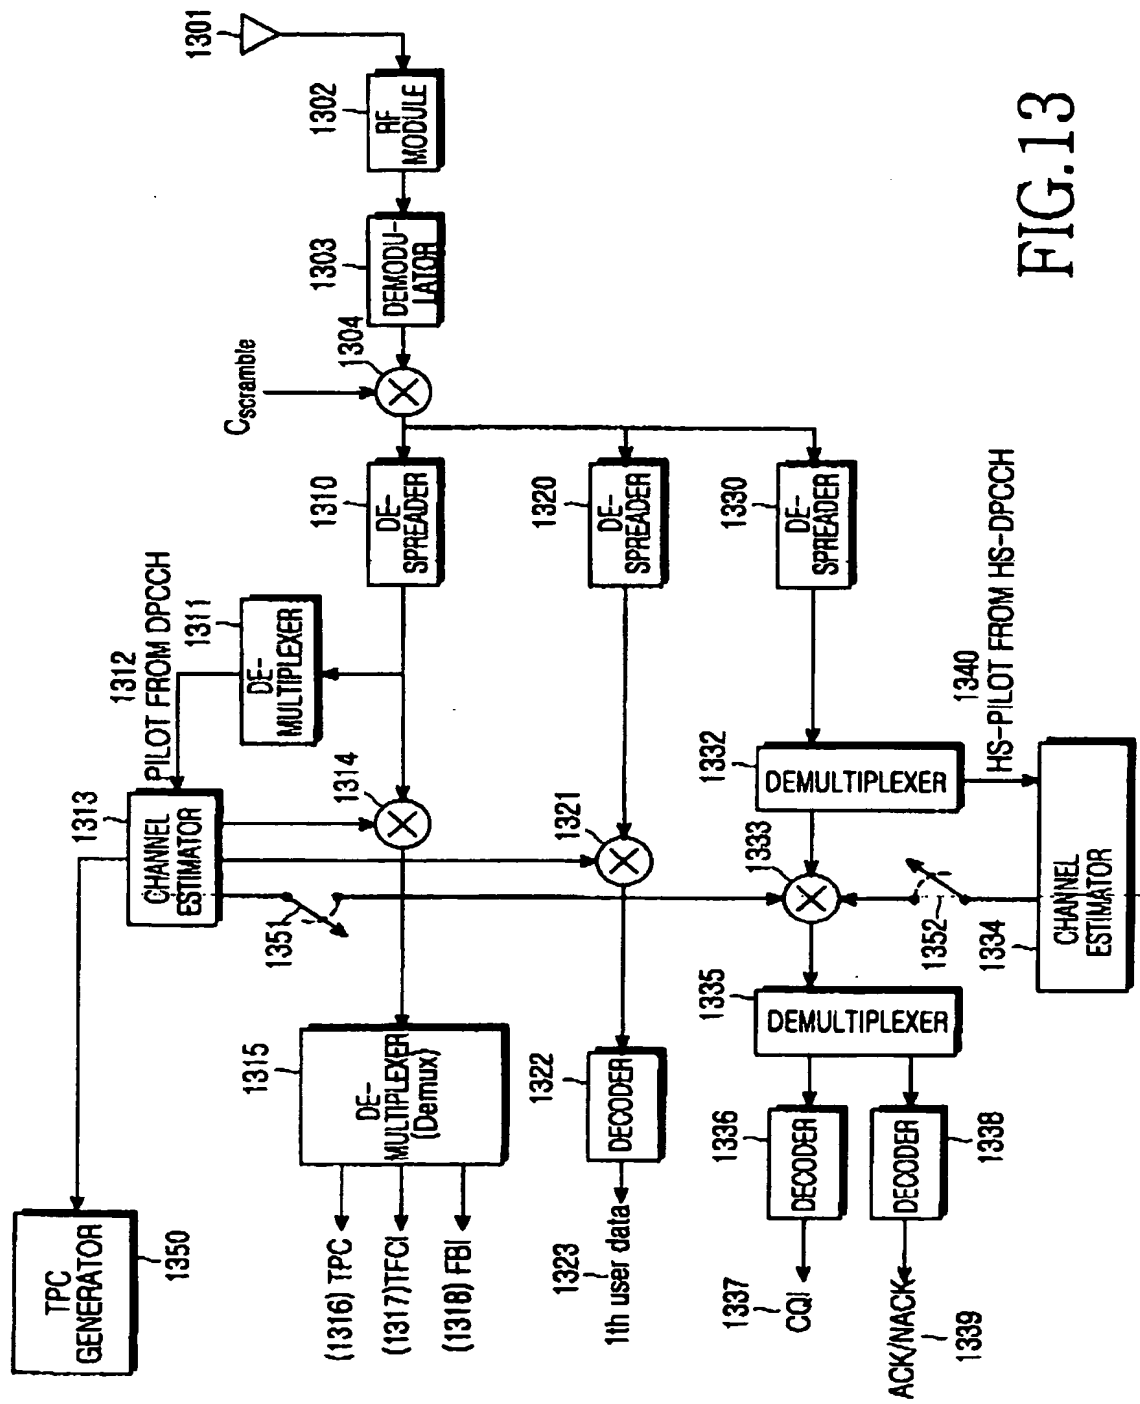 1301
1302
RF
MODULE
1303
DEMODU-
LATOR
1304
Cscramble
1310
DE-
SPREADER
1311
DE-
MULTIPLEXER
1312
PILOT FROM DPCCH
1313
CHANNEL
ESTIMATOR
1314
1351
1315
DE-
MULTIPLEXER
(Demux)
(1316) TPC
(1317)TFCI
(1318) FBI
TPC
GENERATOR
1350
1320
DE-
SPREADER
1321
1322
DECODER
1323
1th user data
1330
DE-
SPREADER
1332
DEMULTIPLEXER
1340
HS-PILOT FROM HS-DPCCH
1333
1352
1334
CHANNEL
ESTIMATOR
1335
DEMULTIPLEXER
1336
DECODER
1337
CQI
1338
DECODER
ACK/NACK
1339
FIG.13